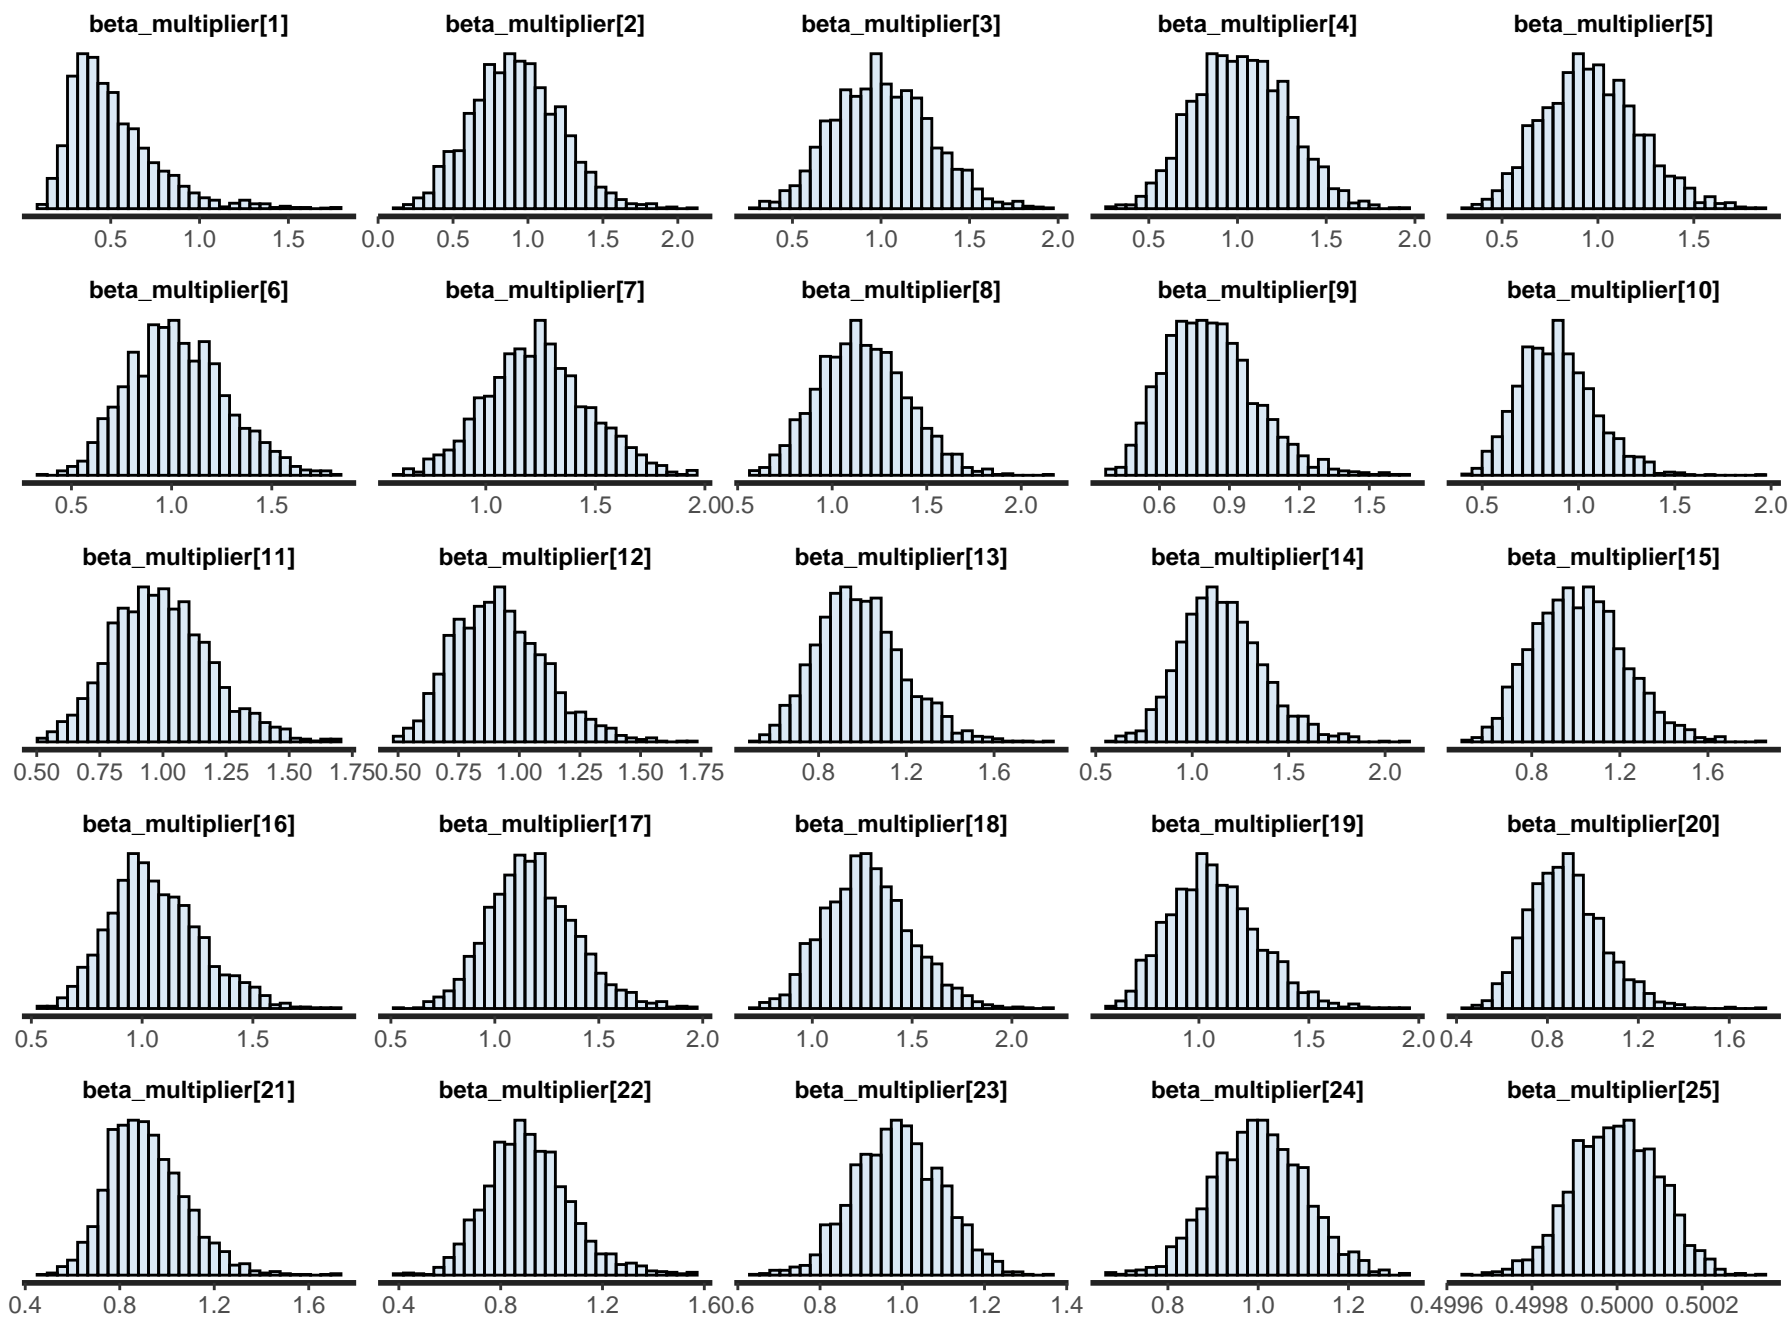 beta_multiplier[1] beta_multiplier[2] beta_multiplier[3] beta_multiplier[4] beta_multiplier[5]
0.5 1.0 1.5 0.0 0.5 1.0 1.5 2.0 0.5 1.0 1.5 2.0 0.5 1.0 1.5 2.0 0.5 1.0 1.5
beta_multiplier[6] beta_multiplier[7] beta_multiplier[8] beta_multiplier[9] beta_multiplier[10]
0.5 1.0 1.5 1.0 1.5 2.0 0.5 1.0 1.5 2.0 0.6 0.9 1.2 1.5 0.5 1.0 1.5 2.0
beta_multiplier[11] beta_multiplier[12] beta_multiplier[13] beta_multiplier[14] beta_multiplier[15]
0.50 0.75 1.00 1.25 1.50 1.75 0.50 0.75 1.00 1.25 1.50 1.75 0.8 1.2 1.6 0.5 1.0 1.5 2.0 0.8 1.2 1.6
beta_multiplier[16] beta_multiplier[17] beta_multiplier[18] beta_multiplier[19] beta_multiplier[20]
0.5 1.0 1.5 0.5 1.0 1.5 2.0 1.0 1.5 2.0 1.0 1.5 2.0 0.4 0.8 1.2 1.6
beta_multiplier[21] beta_multiplier[22] beta_multiplier[23] beta_multiplier[24] beta_multiplier[25]
0.4 0.8 1.2 1.6 0.4 0.8 1.2 1.6 0.6 0.8 1.0 1.2 1.4 0.8 1.0 1.2 0.4996 0.4998 0.5000 0.5002